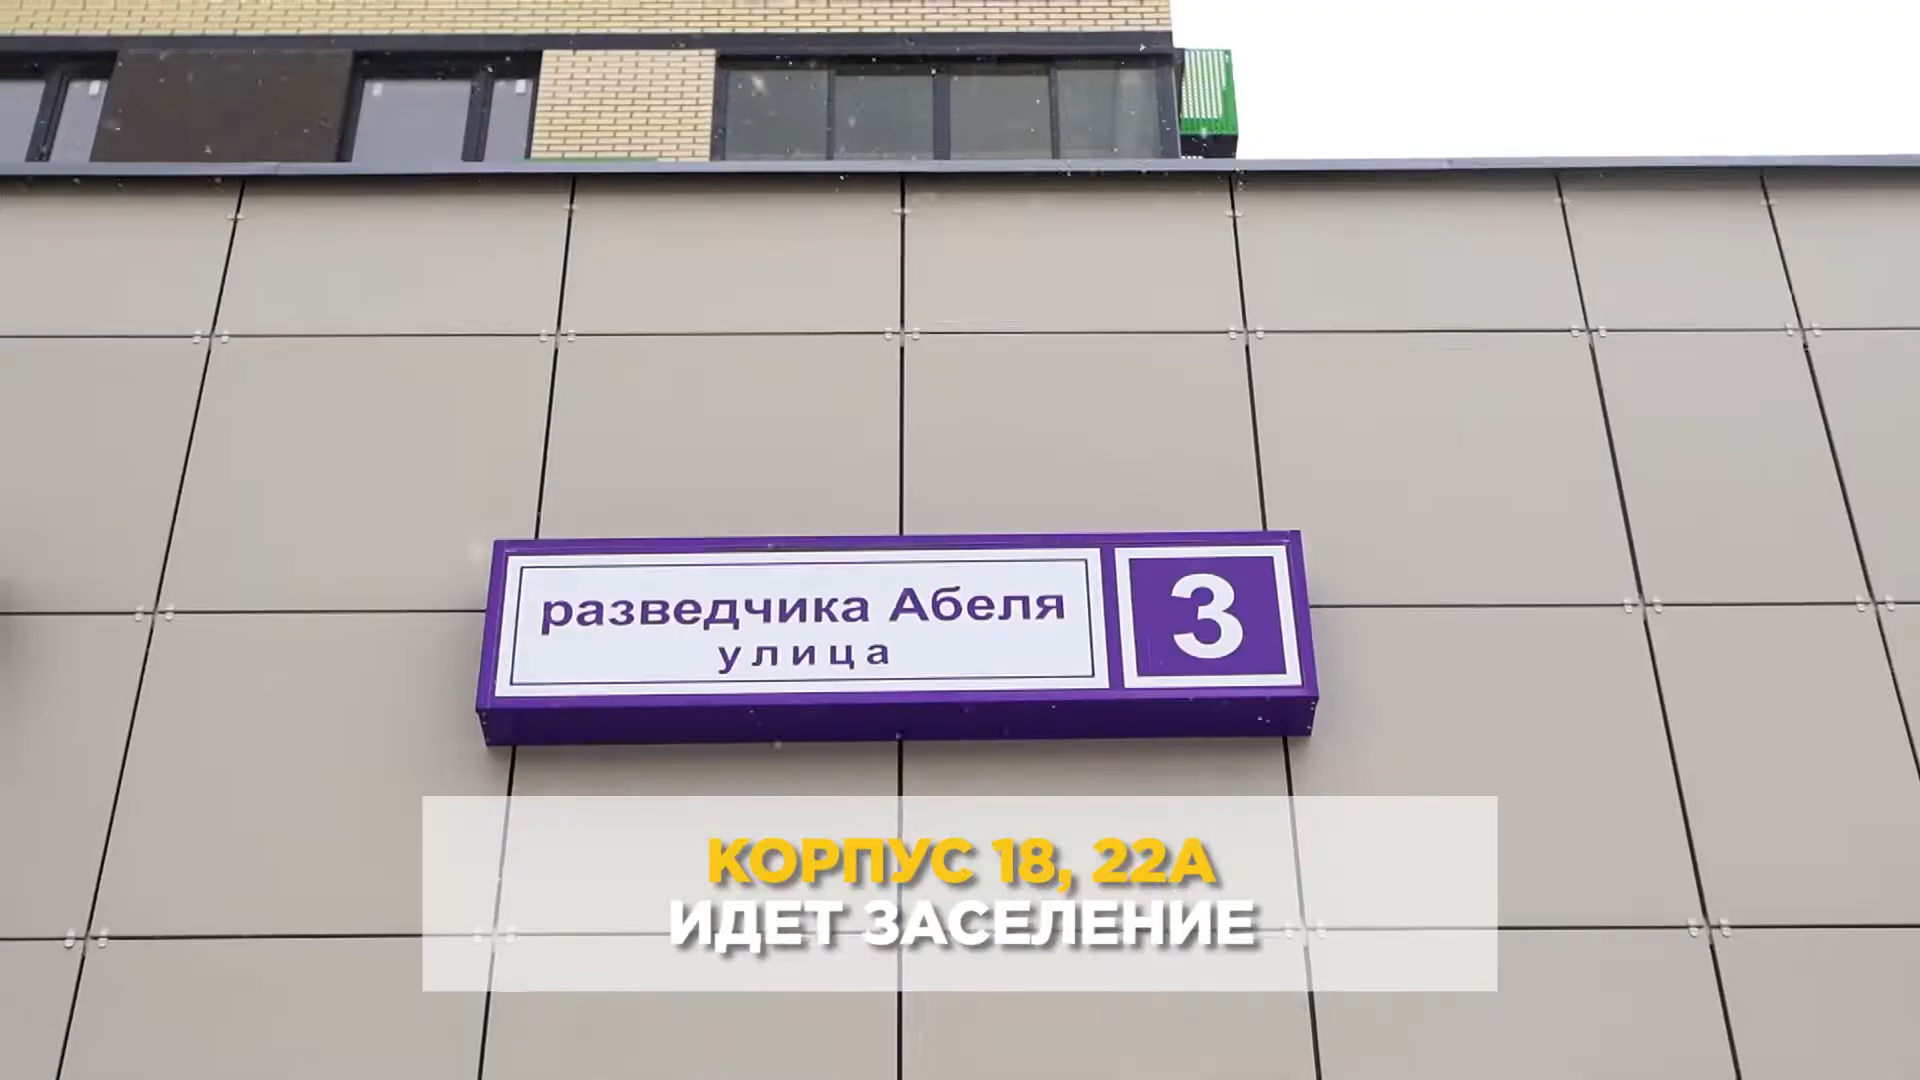 разведчика Абеля
улица
3
КОРПУС 18, 22А
ИДЕТ ЗАСЕЛЕНИЕ